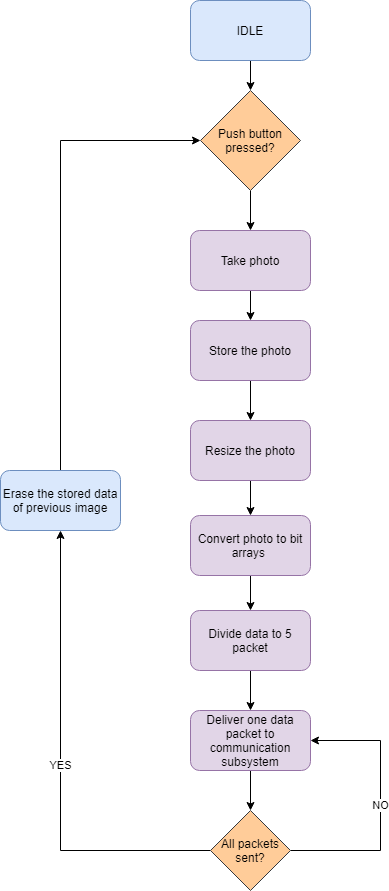 IDLE
Push button
pressed?
Take photo
Store the photo
Resize the photo
Erase the stored data
of previous image
Convert photo to bit
arrays
Divide data to 5
packet
Deliver one data
packet to
communication
subsystem
YES
NO
All packets
sent?